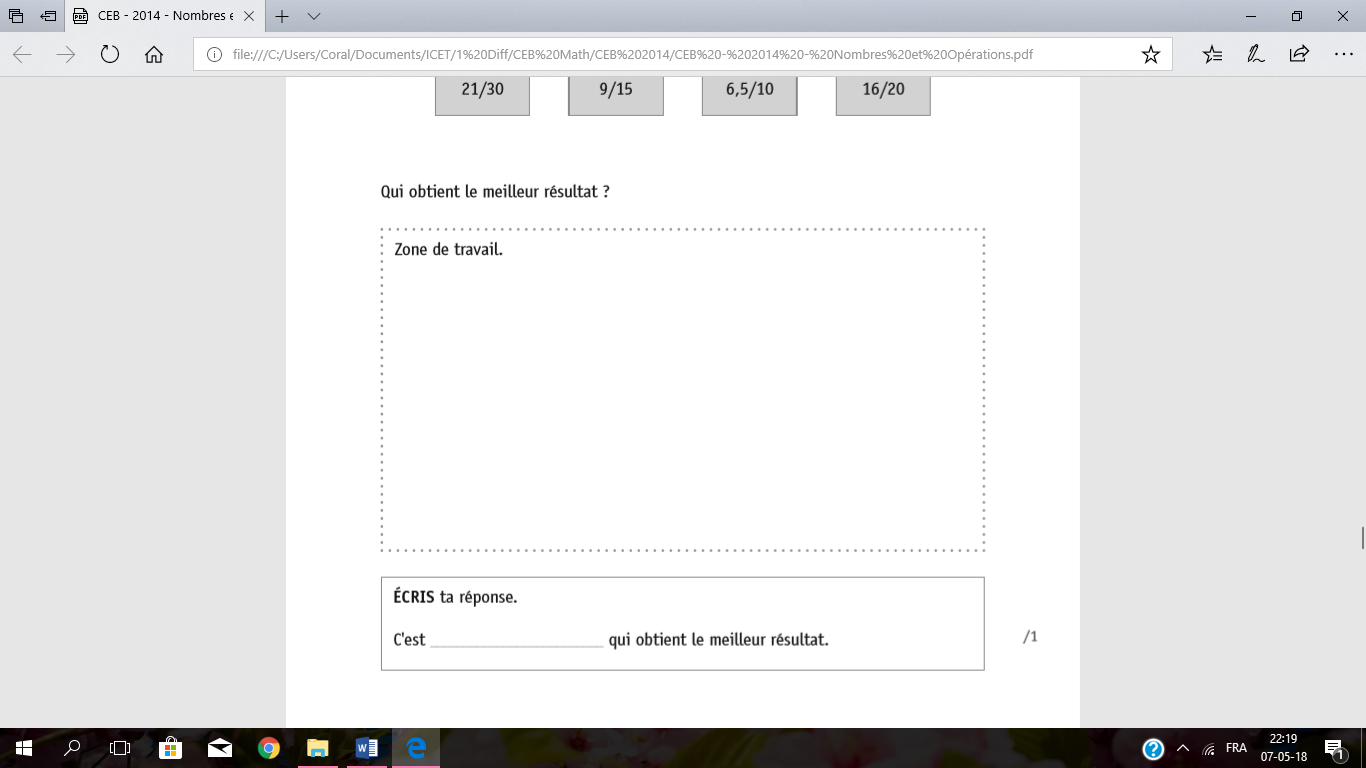 CEB - 2014 - Nombres e
file:///C:/Users/Coral/Documents/ICET/1%20Diff/CEB%20Math/CEB%202014/CEB%20-%202014%20-%20Nombres%20et%20Opérations.pdf
21/30 9/15 6,5/10 16/20
Qui obtient le meilleur résultat ?
Zone de travail.
ÉCRIS ta réponse.
C'est ______________________ qui obtient le meilleur résultat.
/1
FRA
22:19
07-05-18
1